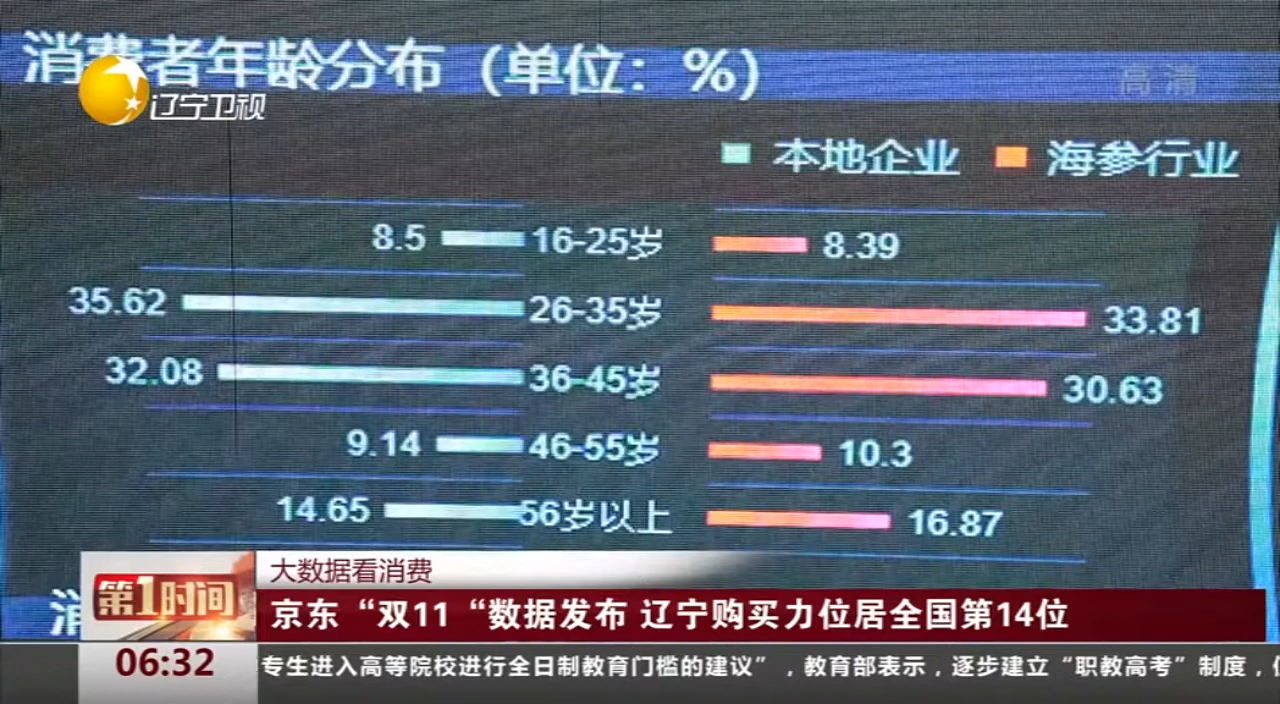 消费者年龄分布（单位：%）
辽宁卫视
高清
本地企业 海参行业
8.5 16-25岁 8.39
35.62 26-35岁 33.81
32.08 36-45岁 30.63
9.14 46-55岁 10.3
14.65 56岁以上 16.87
大数据看消费
第1时间
京东“双11“数据发布 辽宁购买力位居全国第14位
06:32
专生进入高等院校进行全日制教育门槛的建议”，教育部表示，逐步建立“职教高考”制度，